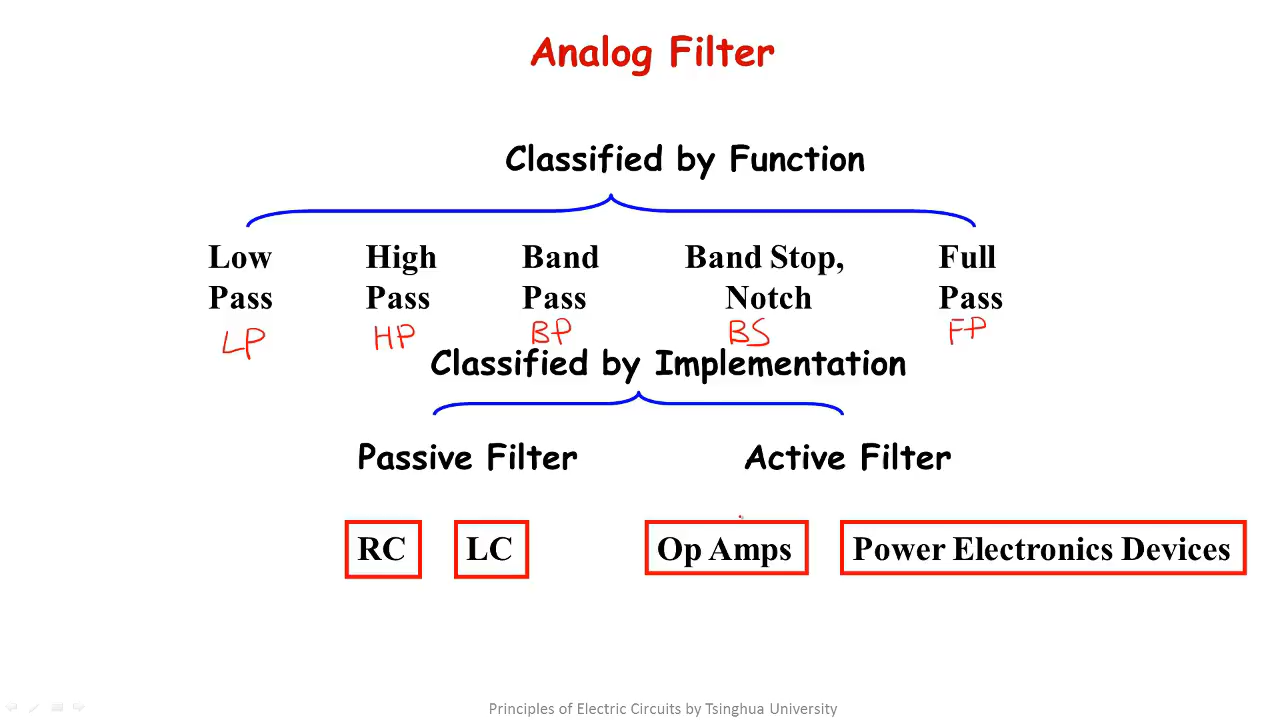 Analog Filter
Classified by Function
Low High Band Band Stop, Full
Pass Pass Pass Notch Pass
LP HP BP BS FP
Classified by Implementation
Passive Filter Active Filter
RC LC Op Amps Power Electronics Devices
Principles of Electric Circuits by Tsinghua University